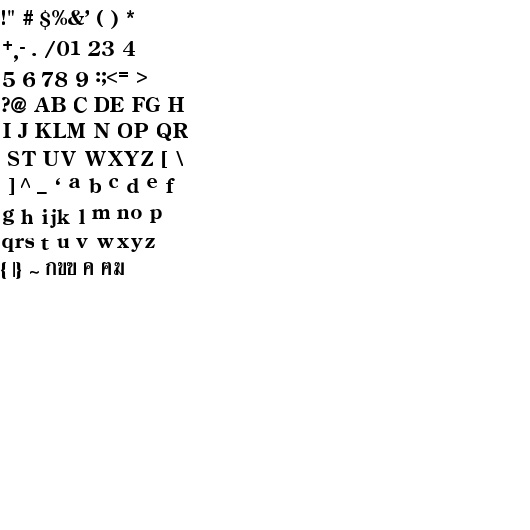 !" # $%&' ( ) *
+,- . /01 23 4
5 6 78 9 :;<= >
?@ AB C DE FG H
I J KLM N OP QR
ST UV WXYZ [ \
] ^ _ ‘ a b c d e f
g h ijk l m no p
qrs t u v wxyz
{ |} ~ กขฃ ค ฅฆ